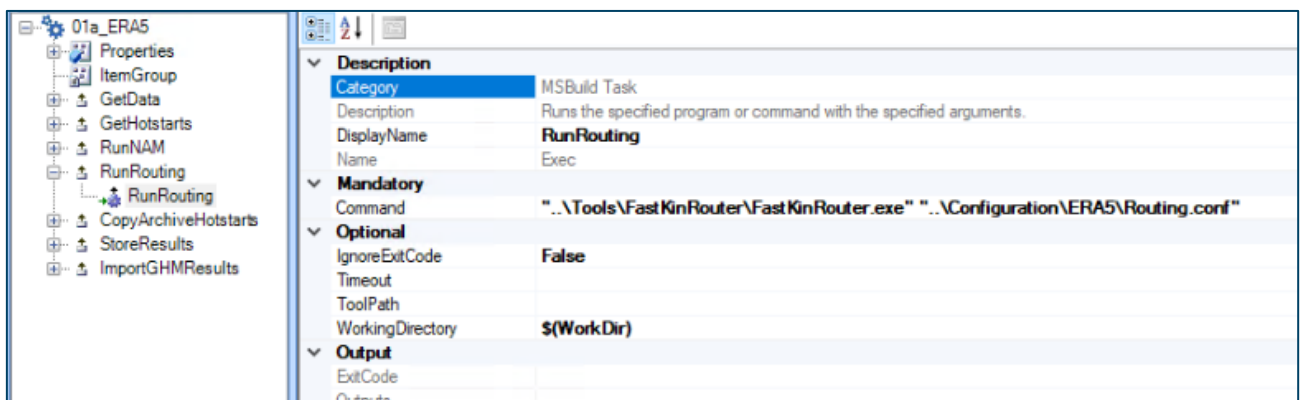 01a_ERA5
Properties
ItemGroup
GetData
GetHotstarts
RunNAM
RunRouting
RunRouting
CopyArchiveHotstarts
StoreResults
ImportGHMResults
Description
Category MSBuild Task
Description Runs the specified program or command with the specified arguments.
DisplayName RunRouting
Name Exec
Mandatory
Command "..\Tools\FastKinRouter\FastKinRouter.exe" "..\Configuration\ERA5\Routing.conf"
Optional
IgnoreExitCode False
Timeout
ToolPath
WorkingDirectory $(WorkDir)
Output
ExitCode